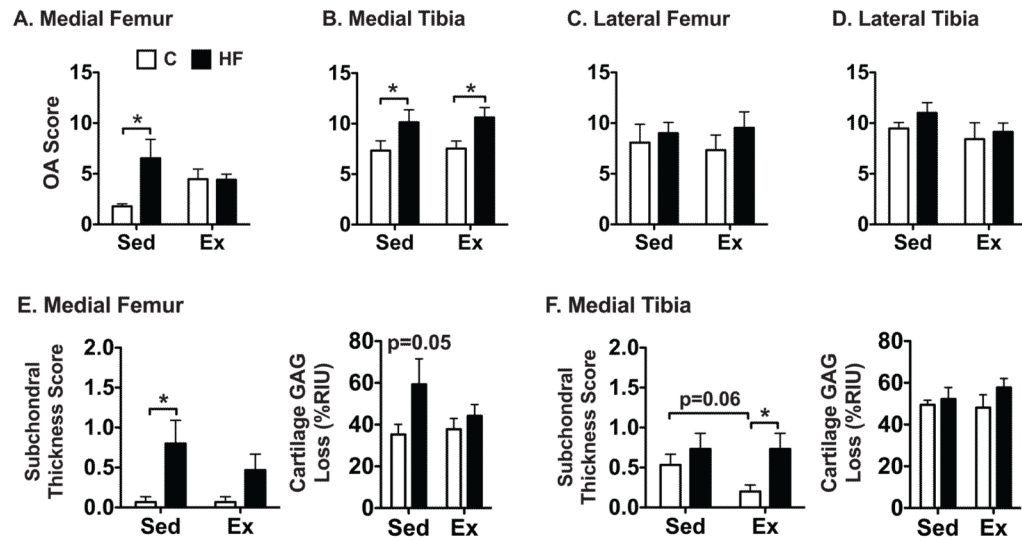 A. Medial Femur
B. Medial Tibia
C. Lateral Femur
D. Lateral Tibia
C HF
OA Score
15
10
5
0
*
Sed Ex
15
10
5
0
* *
Sed Ex
15
10
5
0
Sed Ex
15
10
5
0
Sed Ex
E. Medial Femur
Subchondral
Thickness Score
2.0
1.5
1.0
0.5
0.0
*
Sed Ex
Cartilage GAG
Loss (%RIU)
80
60
40
20
0
p=0.05
Sed Ex
F. Medial Tibia
Subchondral
Thickness Score
2.0
1.5
1.0
0.5
0.0
p=0.06
*
Sed Ex
Cartilage GAG
Loss (%RIU)
80
60
40
20
0
Sed Ex